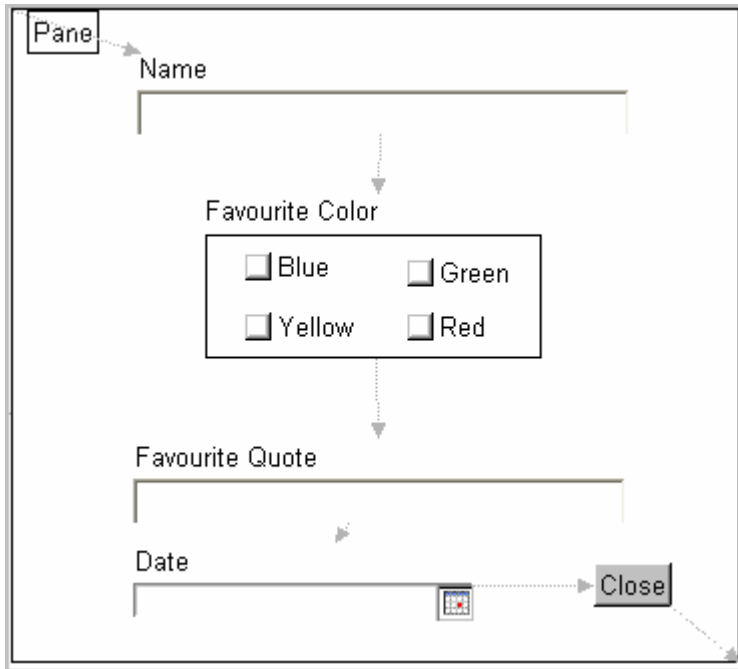 Pane
Name
Favourite Color
Blue
Green
Yellow
Red
Favourite Quote
Date
Close